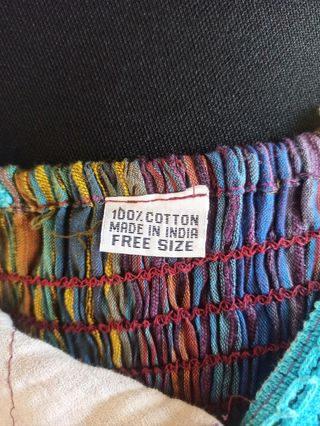 100% COTTON
MADE IN INDIA
FREE SIZE